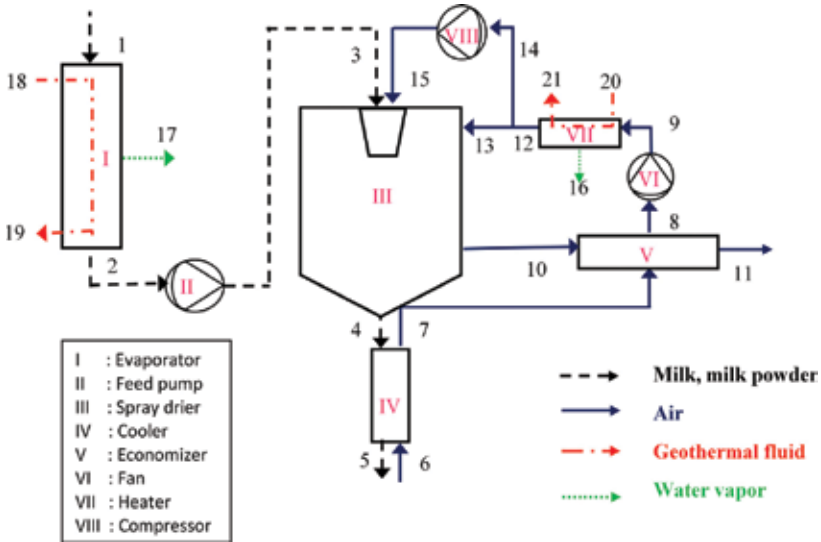 1
3
14
VIII
15
21
20
18
17
I
13
12
VII
9
16
VI
III
8
19
2
II
10
V
11
4
7
IV
5
6
I : Evaporator
II : Feed pump
III : Spray drier
IV : Cooler
V : Economizer
VI : Fan
VII : Heater
VIII : Compressor
Milk, milk powder
Air
Geothermal fluid
Water vapor